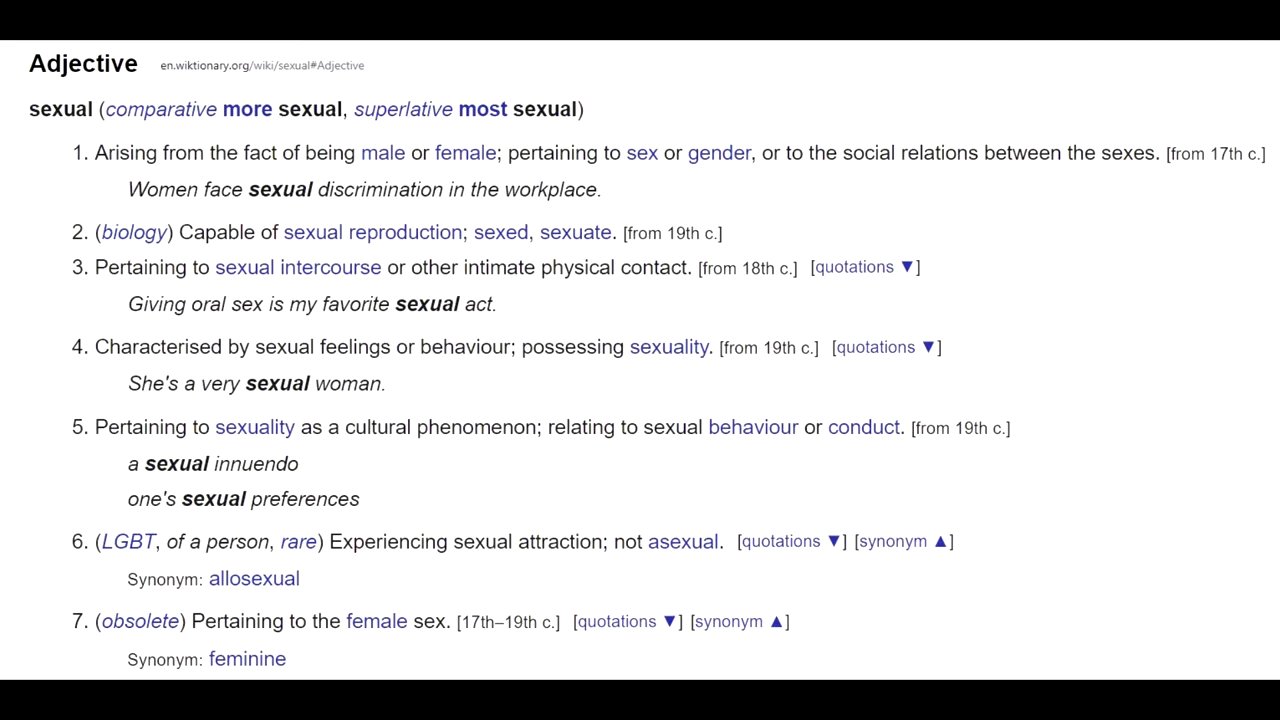 Adjective en.wiktionary.org/wiki/sexual#Adjective
sexual (comparative more sexual, superlative most sexual)
1. Arising from the fact of being male or female; pertaining to sex or gender, or to the social relations between the sexes. [from 17th c.]
Women face sexual discrimination in the workplace.
2. (biology) Capable of sexual reproduction; sexed, sexuate. [from 19th c.]
3. Pertaining to sexual intercourse or other intimate physical contact. [from 18th c.] [quotations ▼]
Giving oral sex is my favorite sexual act.
4. Characterised by sexual feelings or behaviour; possessing sexuality. [from 19th c.] [quotations ▼]
She's a very sexual woman.
5. Pertaining to sexuality as a cultural phenomenon; relating to sexual behaviour or conduct. [from 19th c.]
a sexual innuendo
one's sexual preferences
6. (LGBT, of a person, rare) Experiencing sexual attraction; not asexual. [quotations ▼] [synonym ▲]
Synonym: allosexual
7. (obsolete) Pertaining to the female sex. [17th–19th c.] [quotations ▼] [synonym ▲]
Synonym: feminine